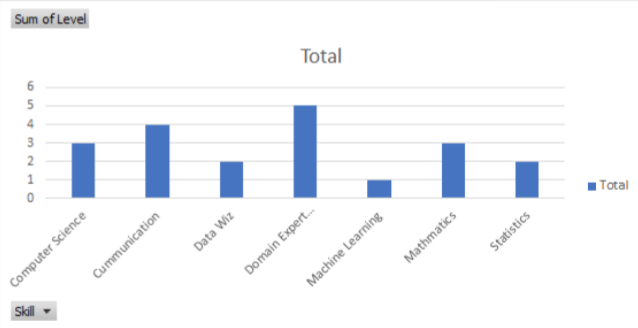 Sum of Level
Total
6
5
4
3
2
1
0
Computer Science
Cummunication
Data Wiz
Domain Expert...
Machine Learning
Mathmatics
Statistics
Total
Skill